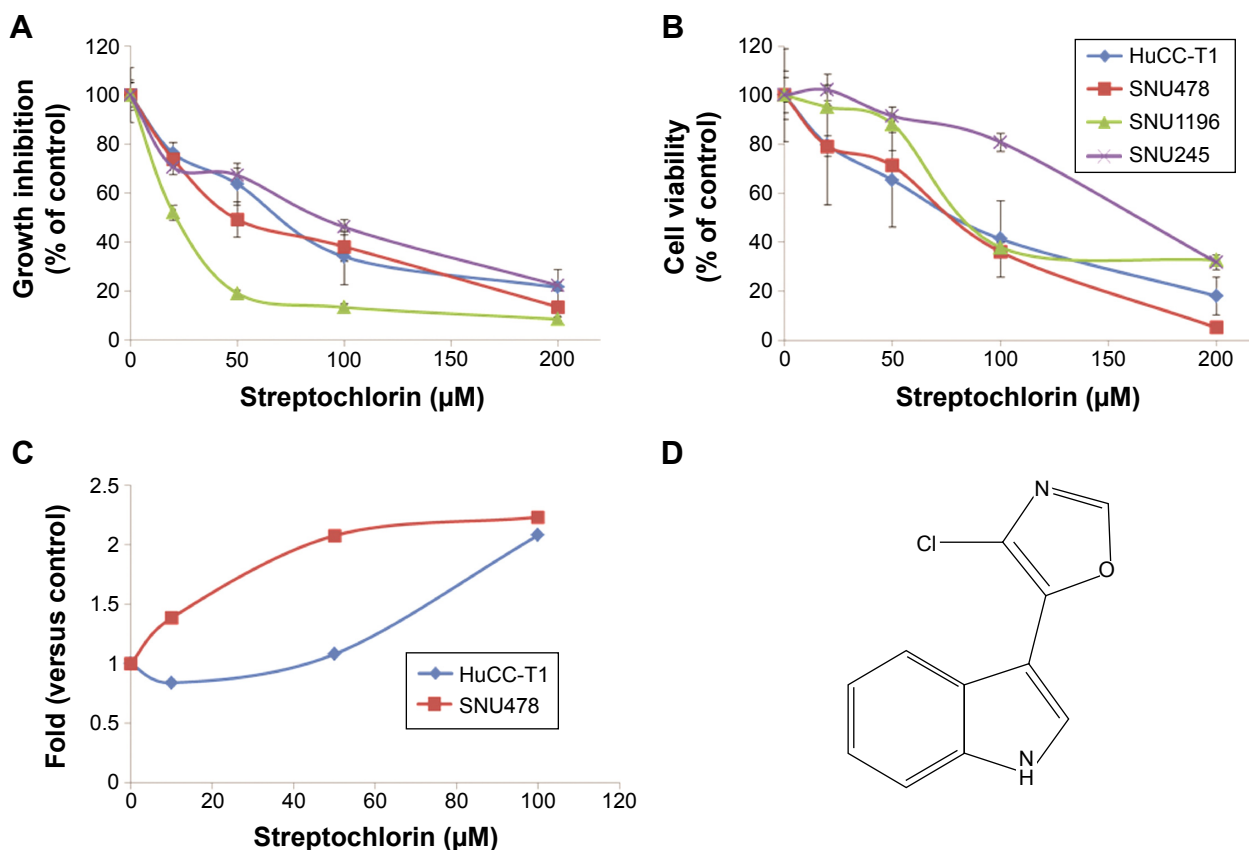 A
Growth inhibition
(% of control)
120
100
80
60
40
20
0
0 50 100 150 200
Streptochlorin (µM)
B
Cell viability
(% of control)
120
100
80
60
40
20
0
0 50 100 150 200
Streptochlorin (µM)
HuCC-T1
SNU478
SNU1196
SNU245
C
Fold (versus control)
2.5
2
1.5
1
0.5
0
0 20 40 60 80 100 120
Streptochlorin (µM)
HuCC-T1
SNU478
D
N
Cl
O
N
H